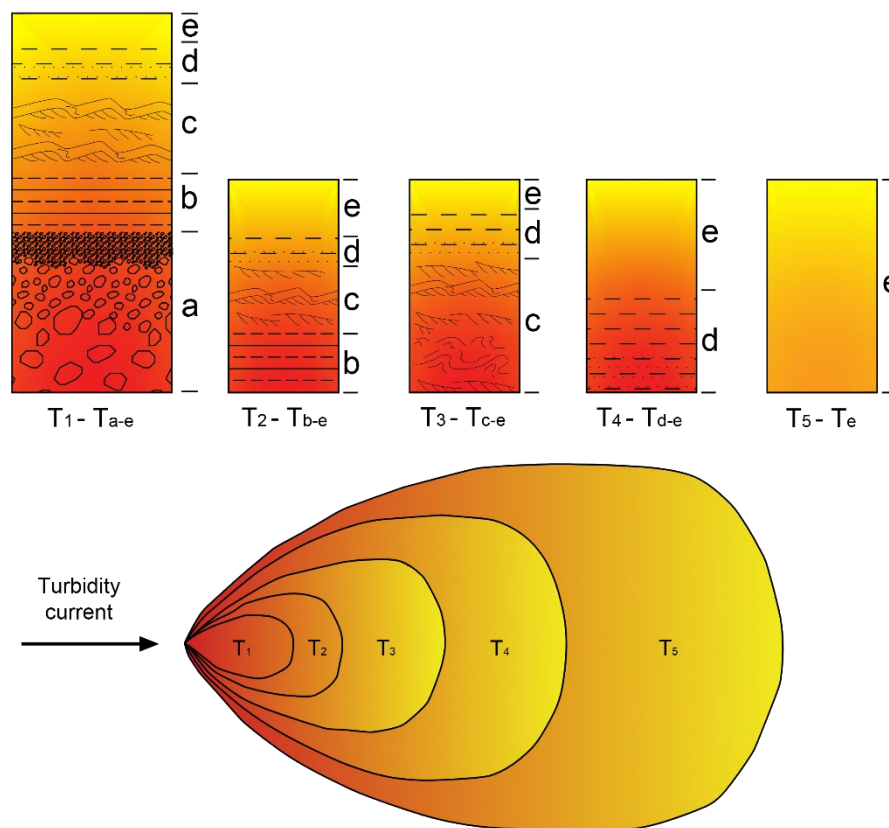 e
d
c
b
a
e
d
c
b
e
d
c
e
d
e
T1 - Ta-e
T2 - Tb-e
T3 - Tc-e
T4 - Td-e
T5 - Te
Turbidity
current
T1
T2
T3
T4
T5